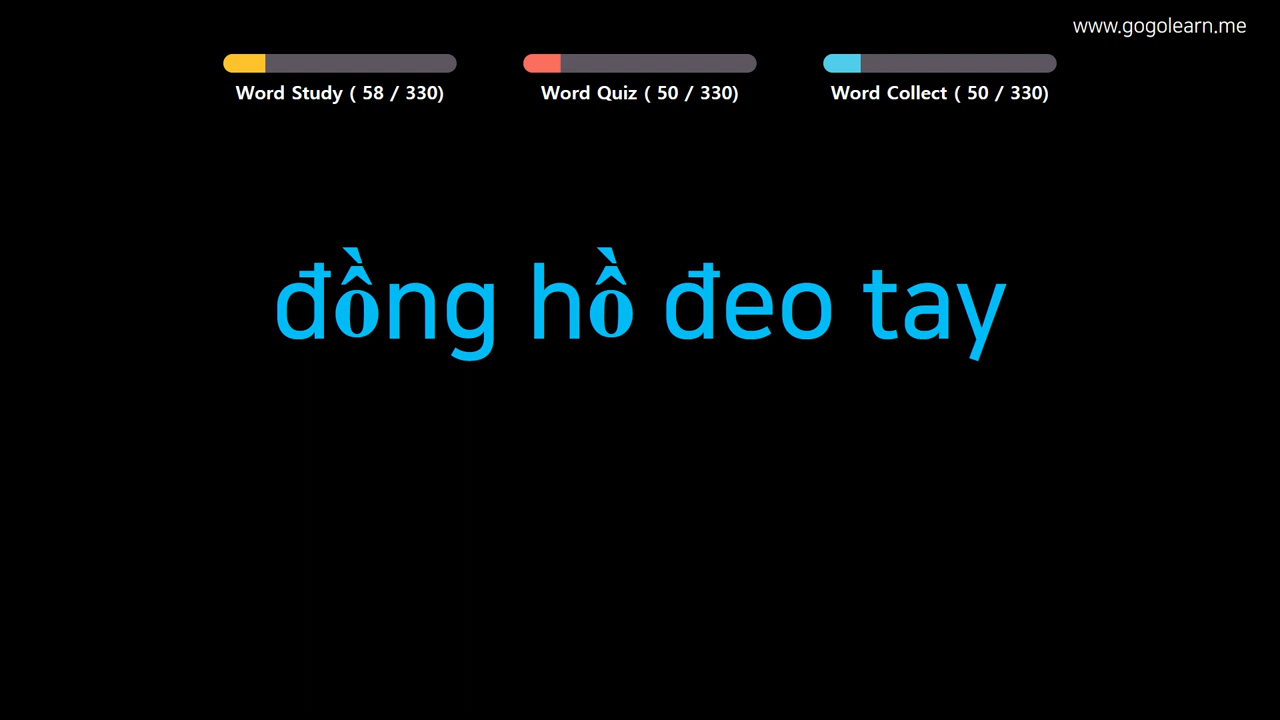 www.gogolearn.me
Word Study ( 58 / 330)
Word Quiz ( 50 / 330)
Word Collect ( 50 / 330)
đồng hồ đeo tay